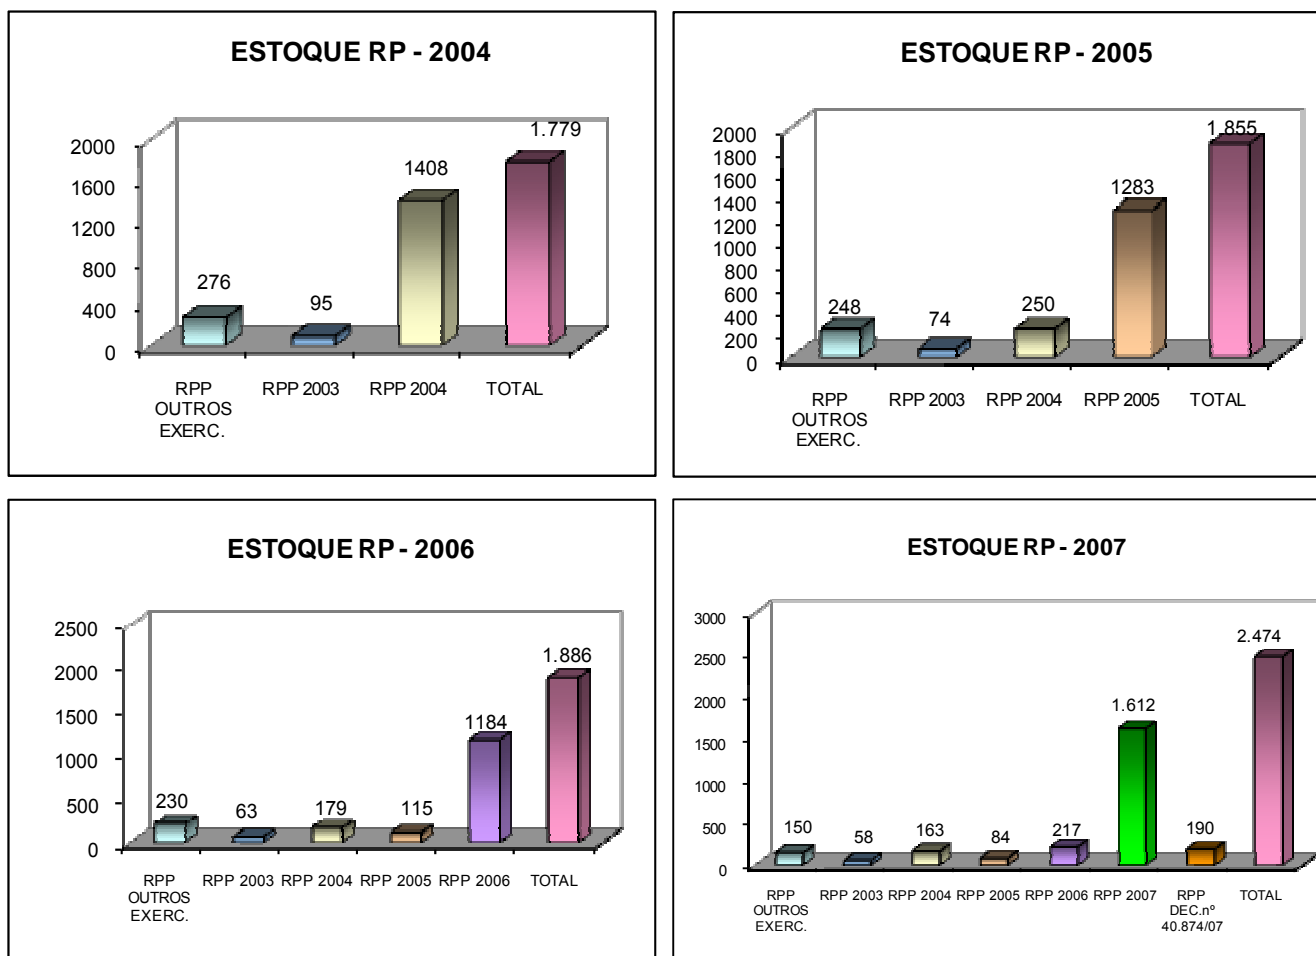 ESTOQUE RP - 2004
1.779
2000
1408
1600
1200
800
276
95
400
0
RPP
OUTROS
EXERC.
RPP 2003
RPP 2004
TOTAL
ESTOQUE RP - 2005
2000
1.855
1800
1600
1283
1400
1200
1000
800
600
248
74
250
400
200
0
RPP
OUTROS
EXERC.
RPP 2003
RPP 2004
RPP 2005
TOTAL
ESTOQUE RP - 2006
2500
1.886
2000
1500
1184
1000
230
63
179
115
500
0
RPP
OUTROS
EXERC.
RPP 2003
RPP 2004
RPP 2005
RPP 2006
TOTAL
ESTOQUE RP - 2007
3000
2.474
2500
2000
1.612
1500
1000
150
58
163
84
217
190
500
0
RPP
OUTROS
EXERC.
RPP 2003
RPP 2004
RPP 2005
RPP 2006
RPP 2007
RPP
DEC.nº
40.874/07
TOTAL